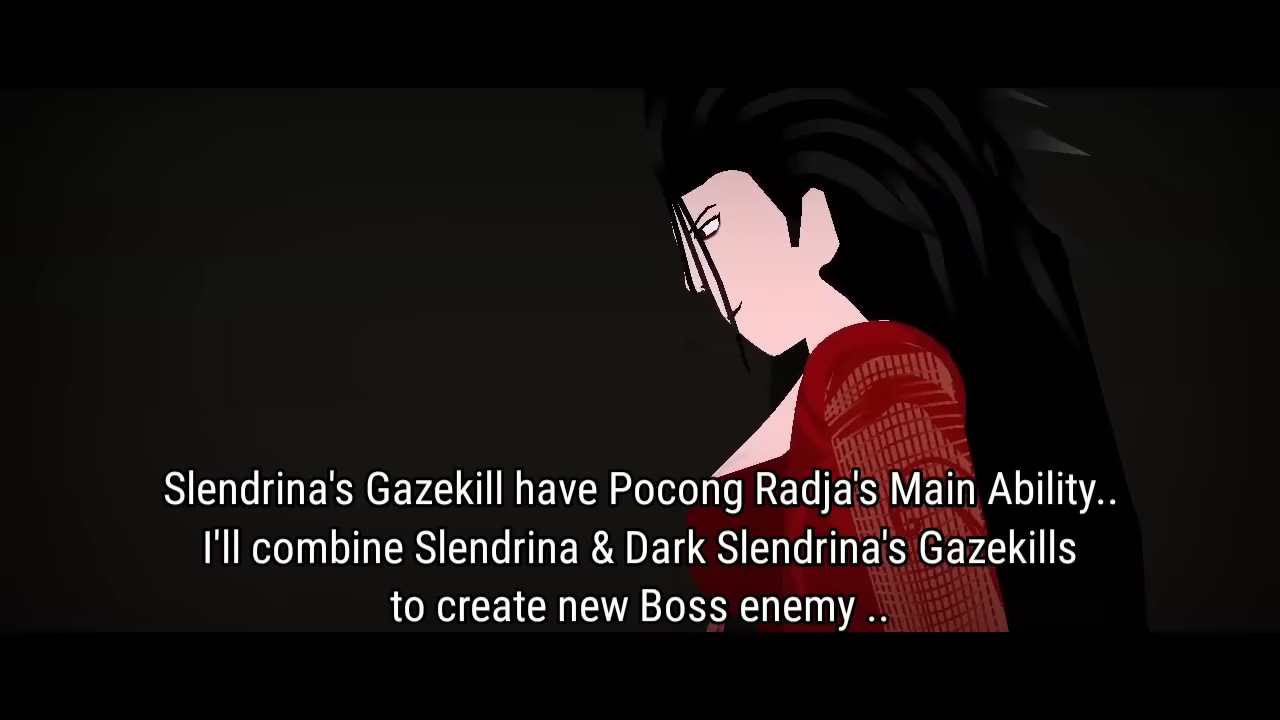 Slendrina's Gazekill have Pocong Radja's Main Ability..
I'll combine Slendrina & Dark Slendrina's Gazekills
to create new Boss enemy ..